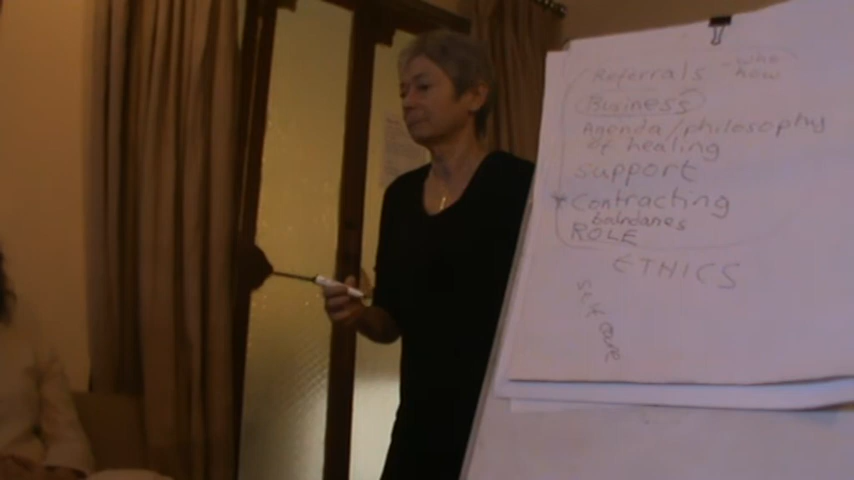 Referrals - who
how
Business
Agenda/philosophy
of healing
support
* Contracting
boundaries
ROLE
ETHICS
self care